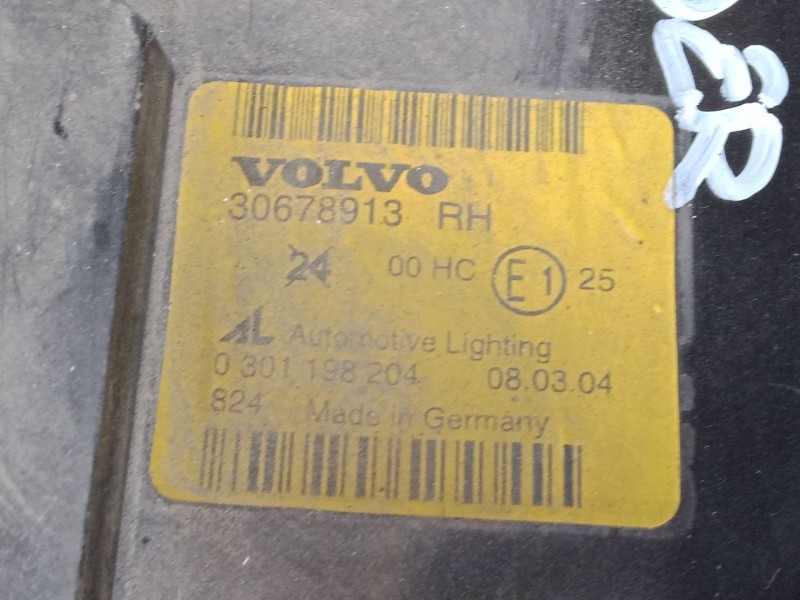 VOLVO
30678913 RH
24 00 HC E1 25
AL Automotive Lighting
0 301 198 204 08.03.04
824 Made in Germany